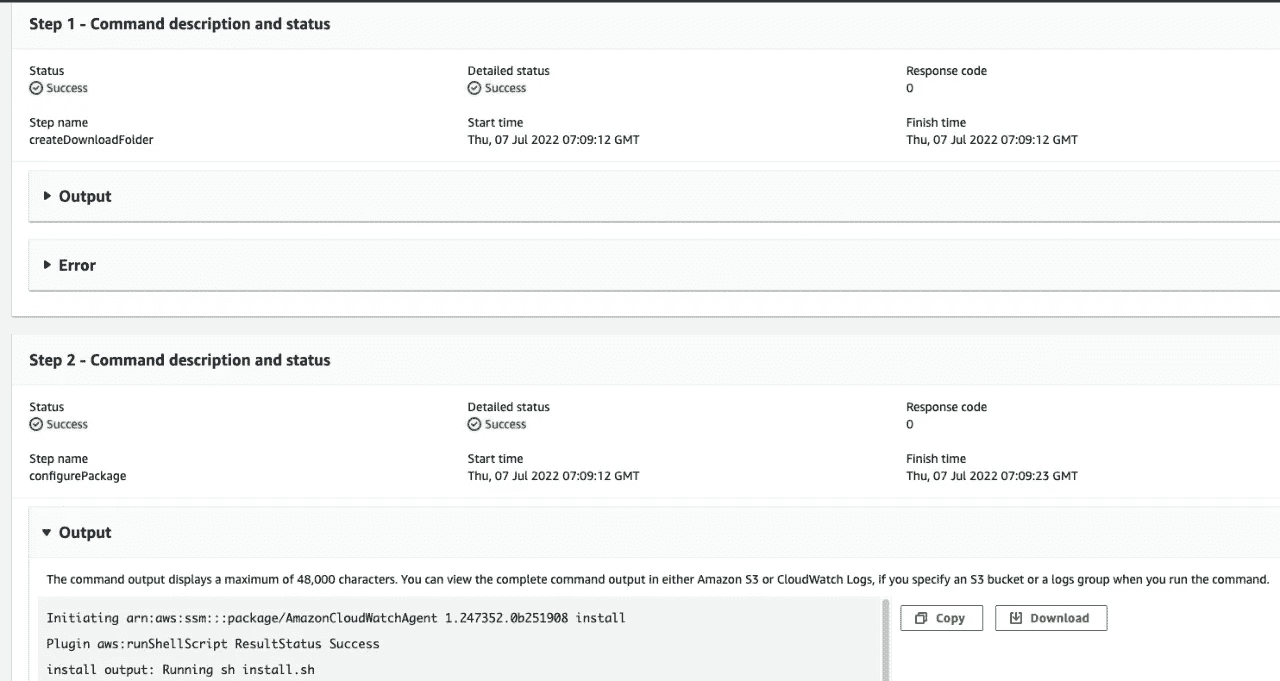 Step 1 - Command description and status
Status
Detailed status
Response code
Success
Success
0
Step name
Start time
Finish time
createDownloadFolder
Thu, 07 Jul 2022 07:09:12 GMT
Thu, 07 Jul 2022 07:09:12 GMT
Output
Error
Step 2 - Command description and status
Status
Detailed status
Response code
Success
Success
0
Step name
Start time
Finish time
configurePackage
Thu, 07 Jul 2022 07:09:12 GMT
Thu, 07 Jul 2022 07:09:23 GMT
Output
The command output displays a maximum of 48,000 characters. You can view the complete command output in either Amazon S3 or CloudWatch Logs, if you specify an S3 bucket or a logs group when you run the command.
Initiating arn:aws:ssm:::package/AmazonCloudWatchAgent 1.247352.0b251908 install
Copy
Download
Plugin aws:runShellScript ResultStatus Success
install output: Running sh install.sh